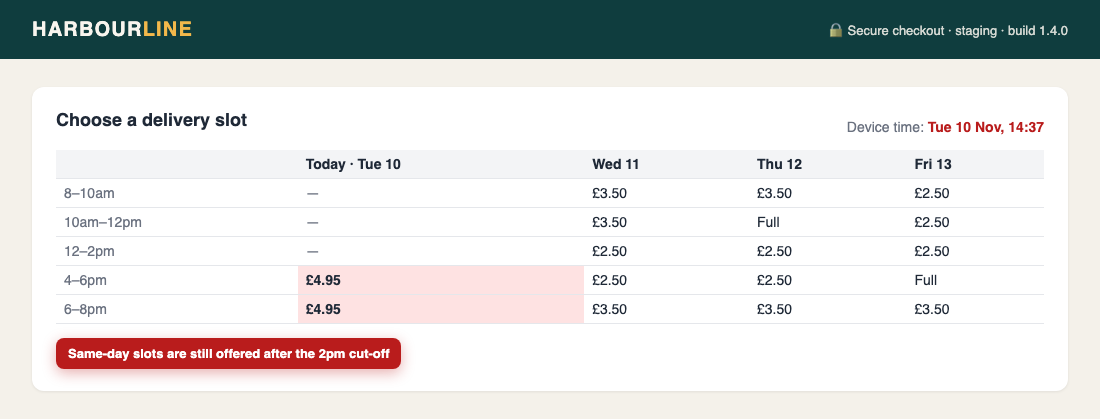 HARBOURLINE
🔒 Secure checkout · staging · build 1.4.0
Choose a delivery slot
Device time: Tue 10 Nov, 14:37
Today · Tue 10 Wed 11 Thu 12 Fri 13
8–10am — £3.50 £3.50 £2.50
10am–12pm — £3.50 Full £2.50
12–2pm — £2.50 £2.50 £2.50
4–6pm £4.95 £2.50 £2.50 Full
6–8pm £4.95 £3.50 £3.50 £3.50
Same-day slots are still offered after the 2pm cut-off